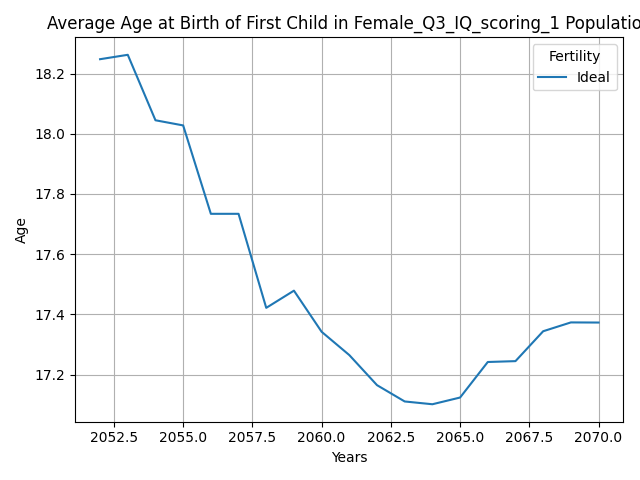 Average Age at Birth of First Child in Female_Q3_IQ_scoring_1 Populatio
Fertility
Ideal
18.2
18.0
17.8
17.6
17.4
17.2
Age
2052.5 2055.0 2057.5 2060.0 2062.5 2065.0 2067.5 2070.0
Years